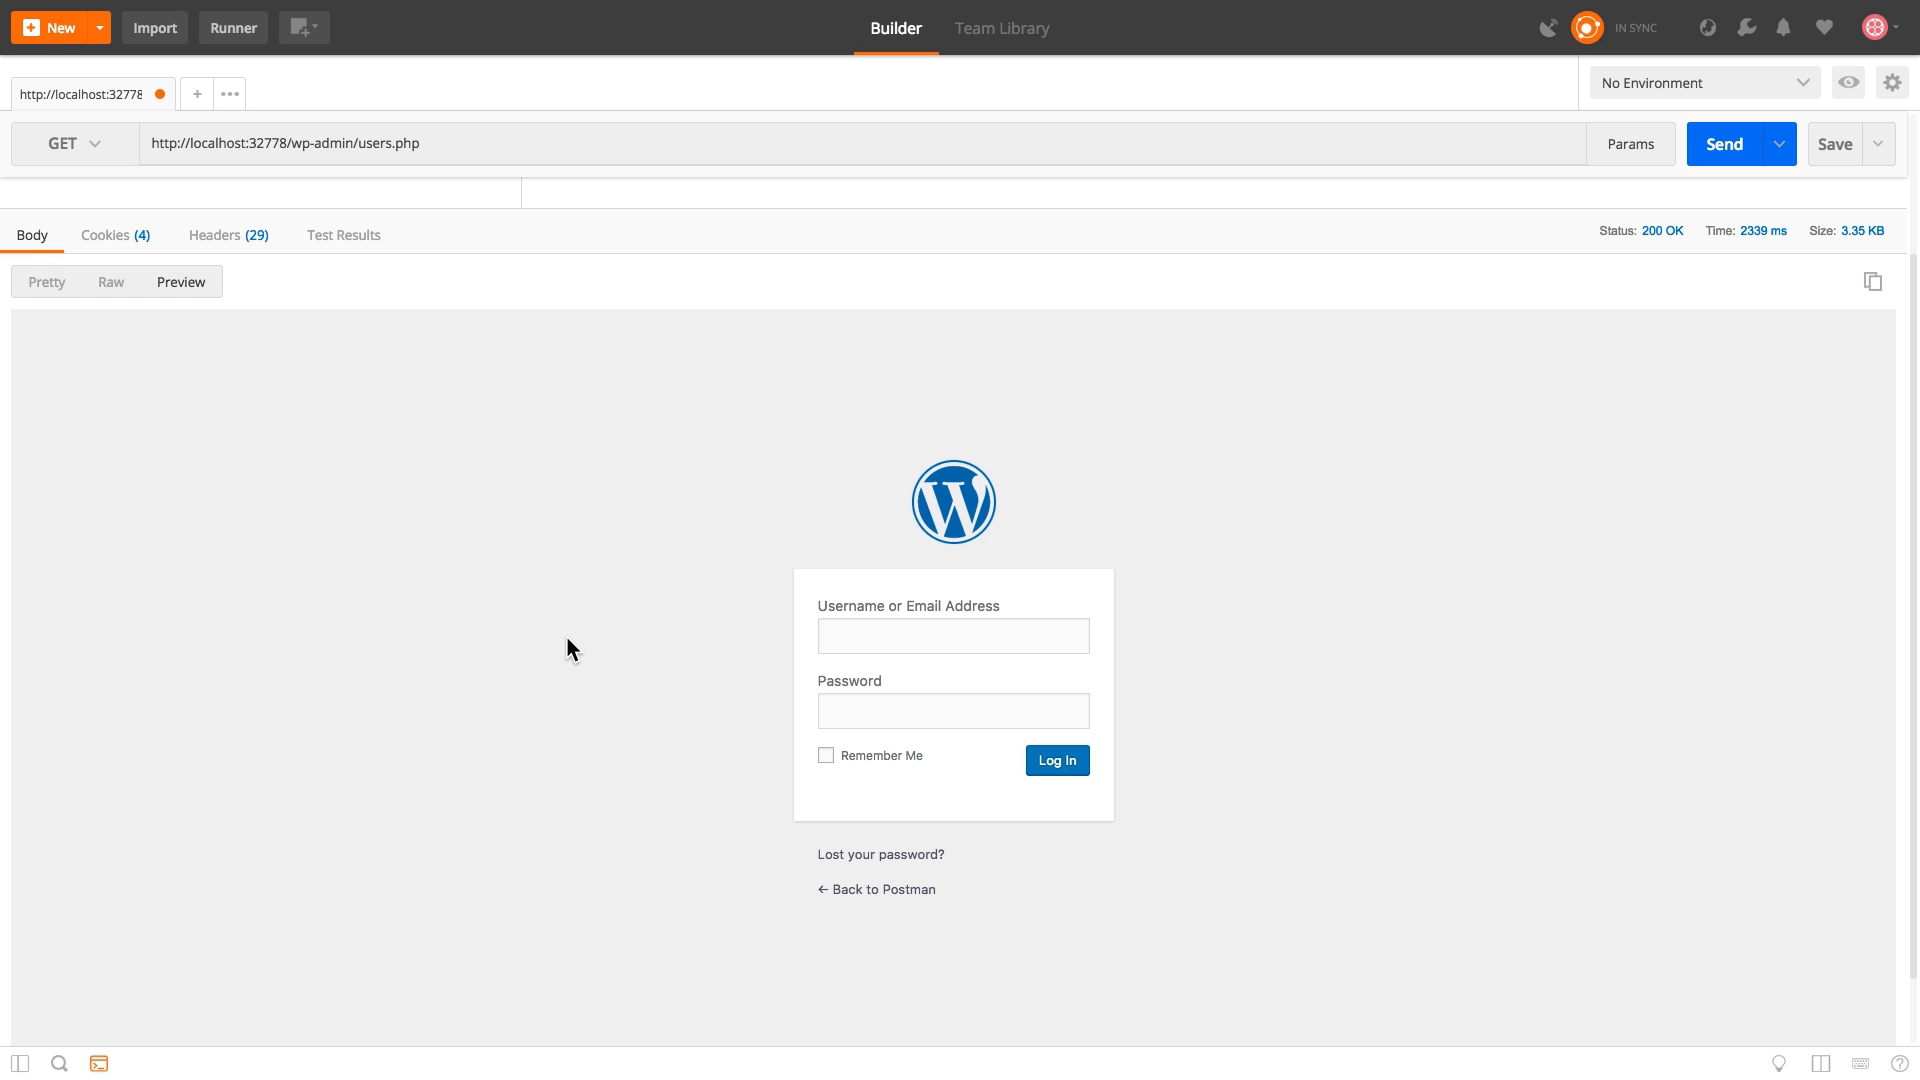 New
Import
Runner
Builder
Team Library
IN SYNC
http://localhost:32778
No Environment
GET
http://localhost:32778/wp-admin/users.php
Params
Send
Save
Body
Cookies (4)
Headers (29)
Test Results
Status: 200 OK
Time: 2339 ms
Size: 3.35 KB
Pretty
Raw
Preview
Username or Email Address
Password
Remember Me
Log In
Lost your password?
← Back to Postman